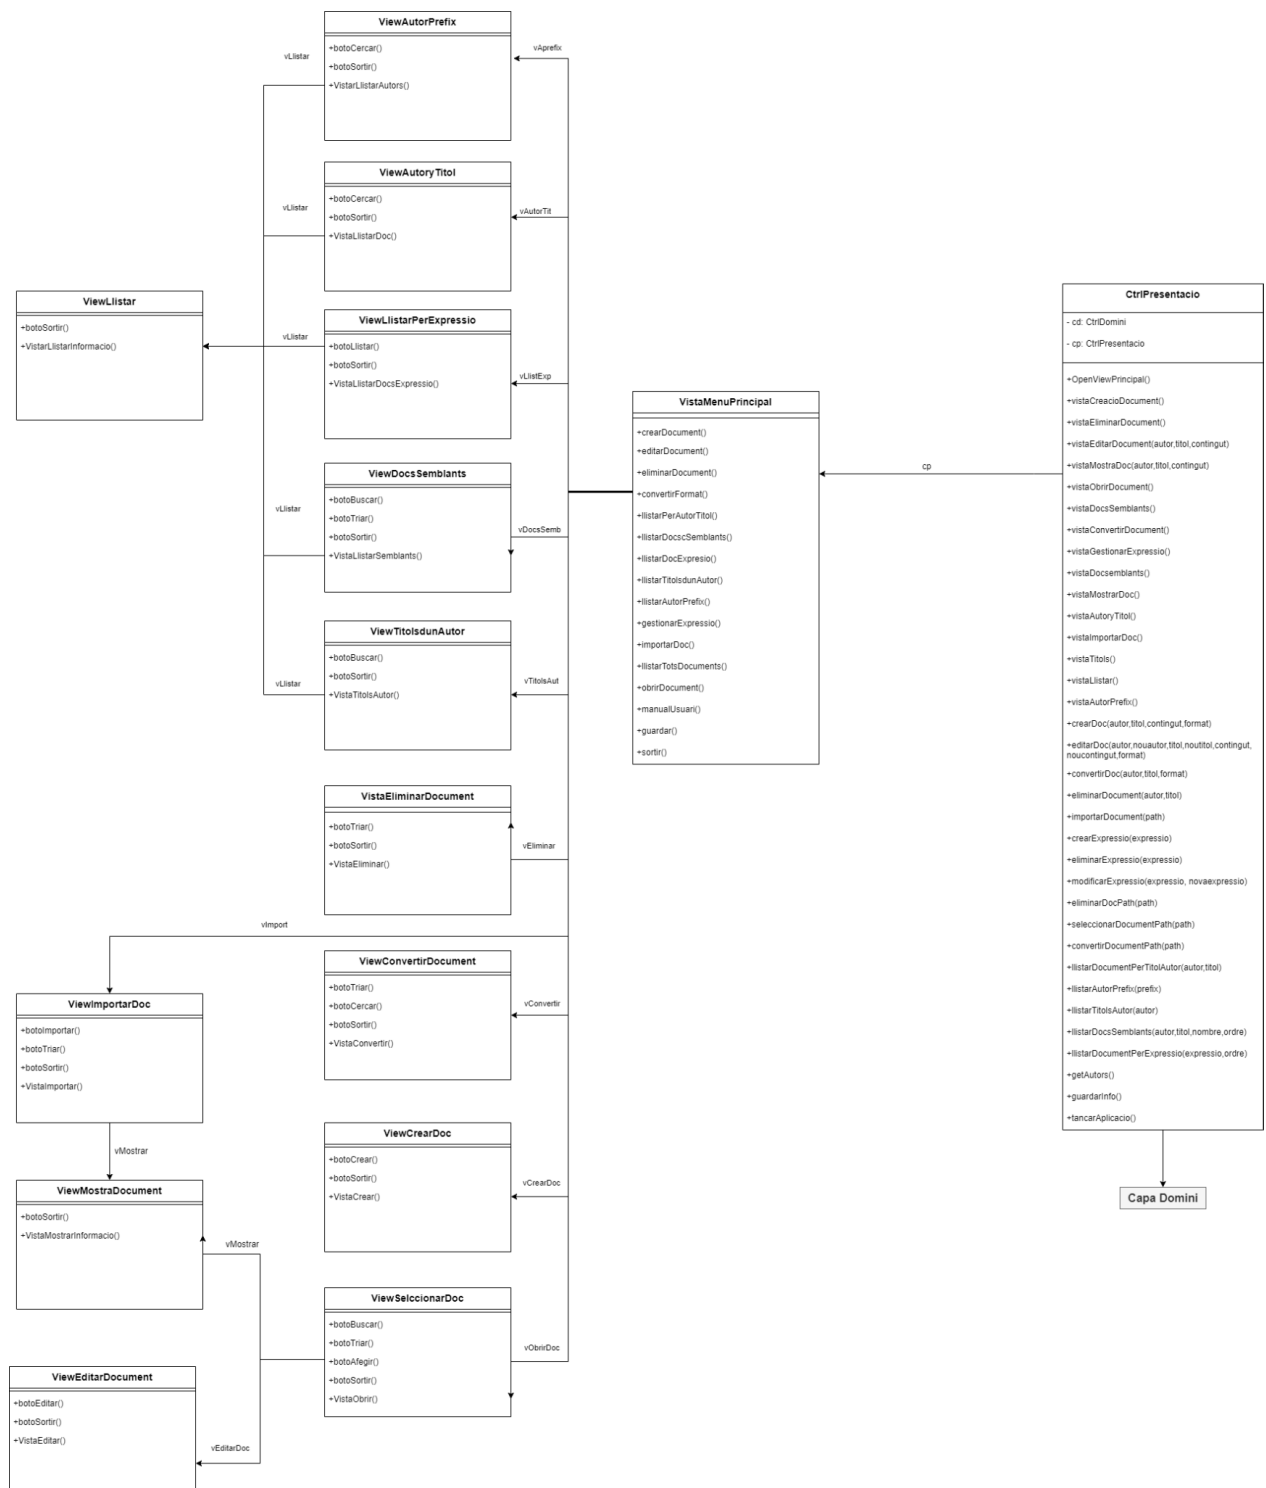 ViewAutorPrefix
+botoCercar()
+botoSortir()
+VistarLlistarAutors()
vLlistar
vAprefix
ViewAutoryTitol
+botoCercar()
+botoSortir()
+VistaLlistarDoc()
vLlistar
vAutorTit
ViewLlistar
+botoSortir()
+VistarLlistarInformacio()
ViewLlistarPerExpressio
+botoLlistar()
+botoSortir()
+VistaLlistarDocsExpressio()
vLlistar
vLlistExp
ViewDocsSemblants
+botoBuscar()
+botoTriar()
+botoSortir()
+VistaLlistarSemblants()
vLlistar
vDocsSemb
ViewTitolsdunAutor
+botoBuscar()
+botoSortir()
+VistaTitolsAutor()
vLlistar
vTitolsAut
VistaEliminarDocument
+botoTriar()
+botoSortir()
+VistaEliminar()
vEliminar
vImport
ViewConvertirDocument
+botoTriar()
+botoCercar()
+botoSortir()
+VistaConvertir()
vConvertir
ViewImportarDoc
+botoImportar()
+botoTriar()
+botoSortir()
+VistaImportar()
vMostrar
ViewCrearDoc
+botoCrear()
+botoSortir()
+VistaCrear()
vCrearDoc
ViewMostraDocument
+botoSortir()
+VistaMostrarInformacio()
vMostrar
ViewSelccionarDoc
+botoBuscar()
+botoTriar()
+botoAfegir()
+botoSortir()
+VistaObrir()
vObrirDoc
ViewEditarDocument
+botoEditar()
+botoSortir()
+VistaEditar()
vEditarDoc
VistaMenuPrincipal
+crearDocument()
+editarDocument()
+eliminarDocument()
+convertirFormat()
+llistarPerAutorTitol()
+llistarDocscSemblants()
+llistarDocExpresio()
+llistarTitolsdunAutor()
+llistarAutorPrefix()
+gestionarExpressio()
+importarDoc()
+llistarTotsDocuments()
+obrirDocument()
+manualUsuari()
+guardar()
+sortir()
cp
CtrlPresentacio
- cd: CtrlDomini
- cp: CtrlPresentacio
+OpenViewPrincipal()
+vistaCreacioDocument()
+vistaEliminarDocument()
+vistaEditarDocument(autor,titol,contingut)
+vistaMostraDoc(autor,titol,contingut)
+vistaObrirDocument()
+vistaDocsSemblants()
+vistaConvertirDocument()
+vistaGestionarExpressio()
+vistaDocsemblants()
+vistaMostrarDoc()
+vistaAutoryTitol()
+vistaImportarDoc()
+vistaTitols()
+vistaLlistar()
+vistaAutorPrefix()
+crearDoc(autor,titol,contingut,format)
+editarDoc(autor,nouautor,titol,noutitol,contingut,
noucontingut,format)
+convertirDoc(autor,titol,format)
+eliminarDocument(autor,titol)
+importarDocument(path)
+crearExpressio(expressio)
+eliminarExpressio(expressio)
+modificarExpressio(expressio, novaexpressio)
+eliminarDocPath(path)
+seleccionarDocumentPath(path)
+convertirDocumentPath(path)
+llistarDocumentPerTitolAutor(autor,titol)
+llistarAutorPrefix(prefix)
+llistarTitolsAutor(autor)
+llistarDocsSemblants(autor,titol,nombre,ordre)
+llistarDocumentPerExpressio(expressio,ordre)
+getAutors()
+guardarInfo()
+tancarAplicacio()
Capa Domini